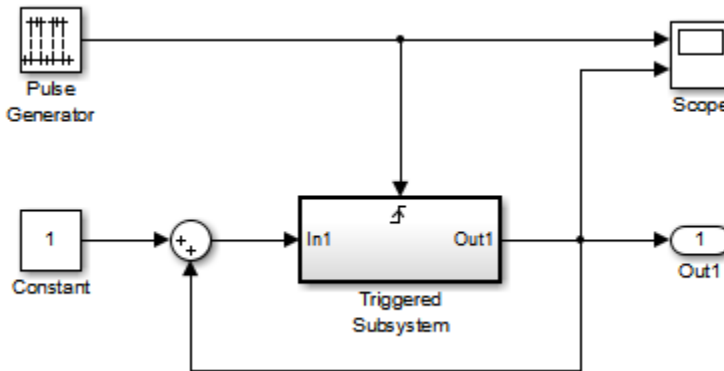 Pulse
Generator
Scope
1
Constant
++
In1
Out1
Triggered
Subsystem
1
Out1